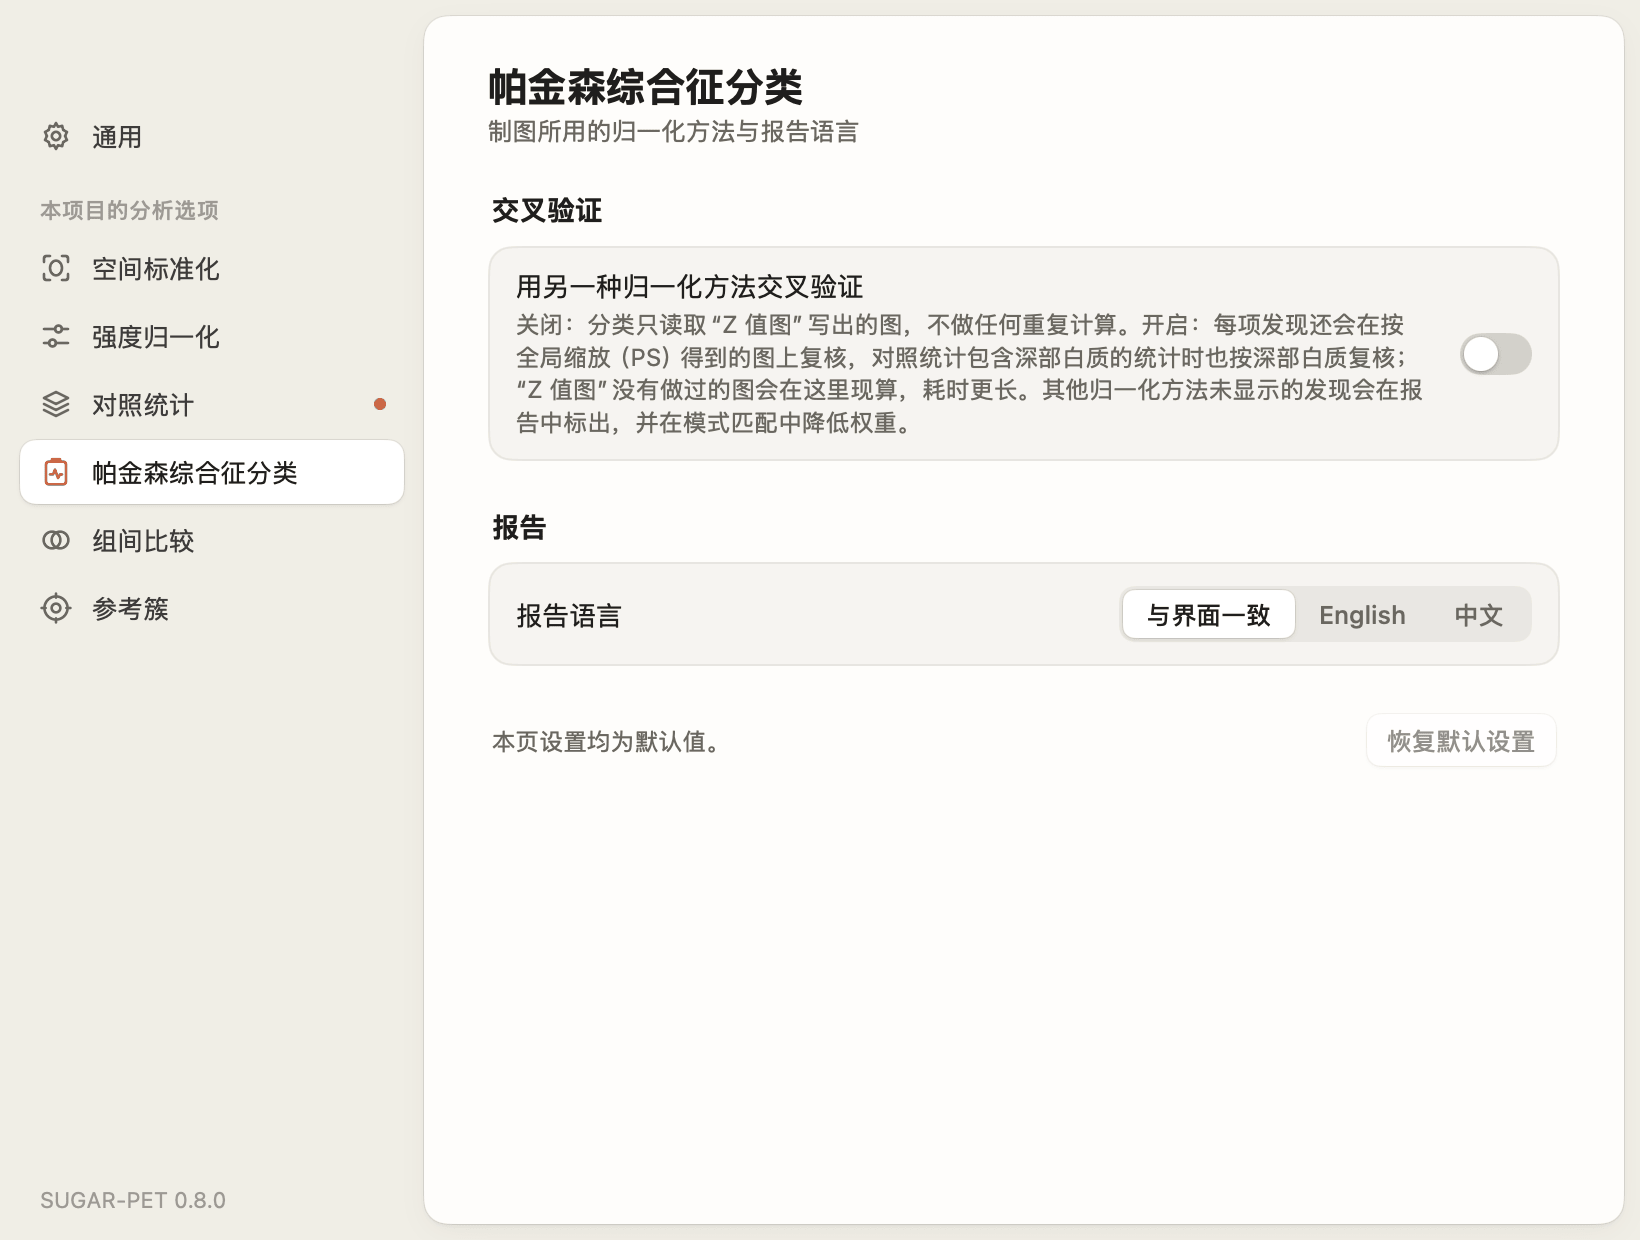 通用
本项目的分析选项
空间标准化
强度归一化
对照统计
帕金森综合征分类
组间比较
参考簇
SUGAR-PET 0.8.0
帕金森综合征分类
制图所用的归一化方法与报告语言
交叉验证
用另一种归一化方法交叉验证
关闭：分类只读取“Z 值图”写出的图，不做任何重复计算。开启：每项发现还会在按
全局缩放（PS）得到的图上复核，对照统计包含深部白质的统计时也按深部白质复核；
“Z 值图”没有做过的图会在这里现算，耗时更长。其他归一化方法未显示的发现会在报
告中标出，并在模式匹配中降低权重。
报告
报告语言
与界面一致 English 中文
本页设置均为默认值。
恢复默认设置